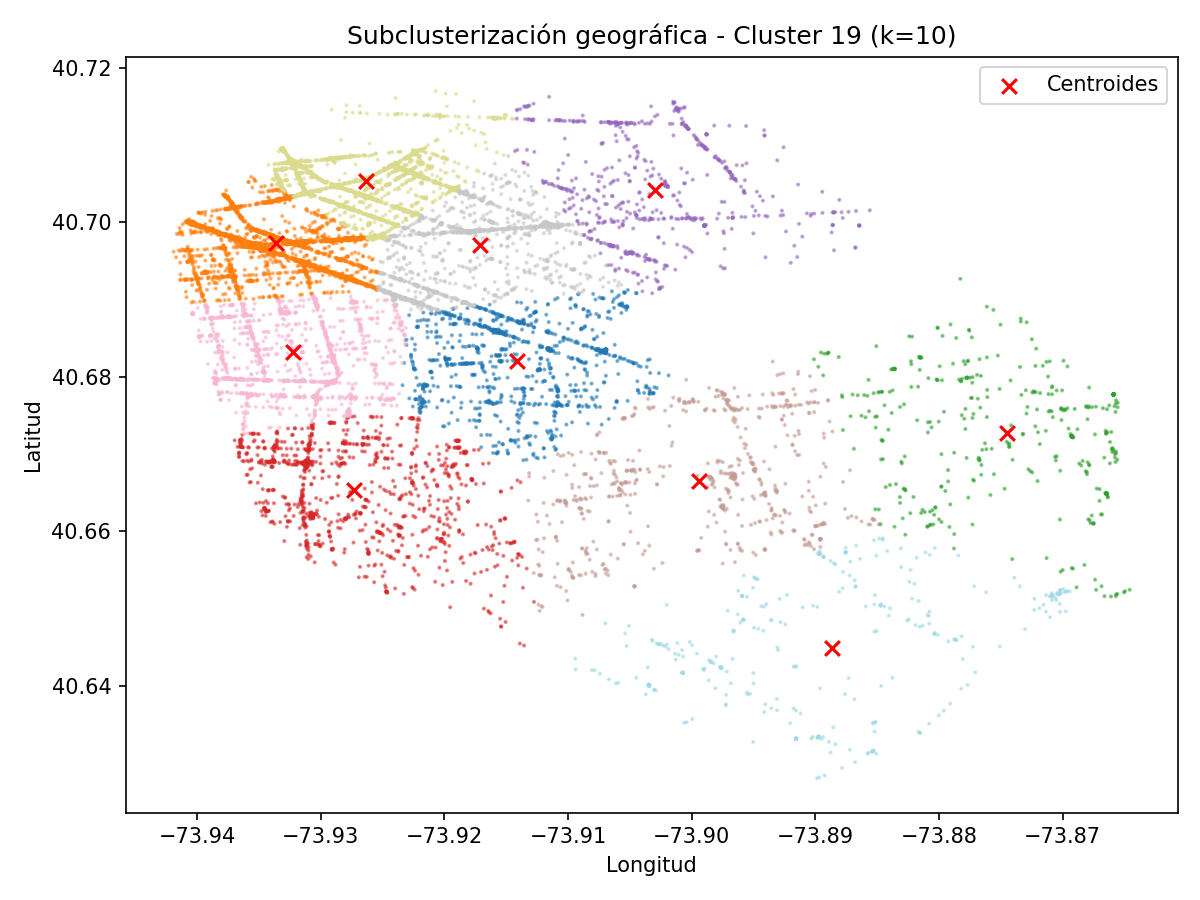 Subclusterización geográfica - Cluster 19 (k=10)
Centroides
40.72
40.70
40.68
40.66
40.64
Latitud
−73.94 −73.93 −73.92 −73.91 −73.90 −73.89 −73.88 −73.87
Longitud